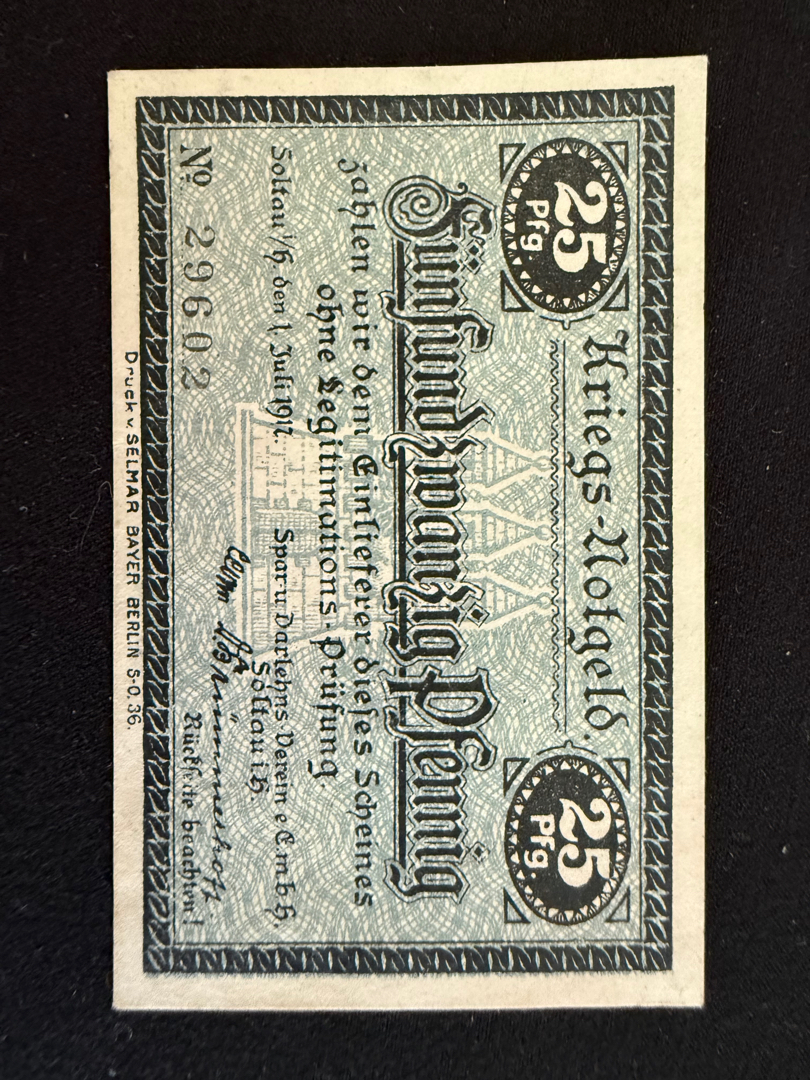 Kriegs-Notgeld.
25
Pfg.
25
Pfg.
Fünfundzwanzig Pfennig
zahlen wir dem Einlieferer dieses Scheines
ohne Legitimations-Prüfung.
Soltau i/H. den 1. Juli 1917.
Spar u. Darlehns Verein e G m b H.
Soltau i/H.
No. 29602
Rückseite beachten!
Druck v. SELMAR BAYER BERLIN S-O. 36.